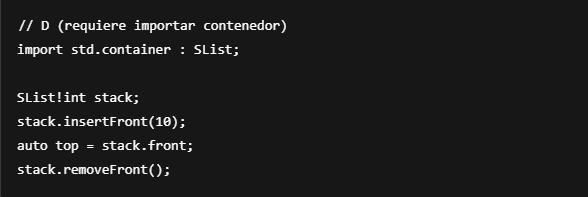 // D (requiere importar contenedor)
import std.container : SList;
SList!int stack;
stack.insertFront(10);
auto top = stack.front;
stack.removeFront();